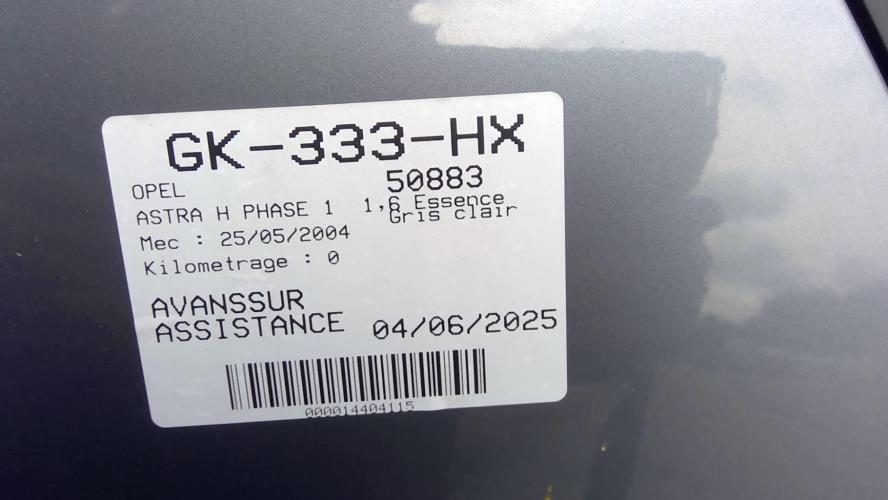 GK-333-HX
OPEL 50883
ASTRA H PHASE 1 1,6 Essence
Gris clair
Mec : 25/05/2004
Kilometrage : 0
AVANSSUR
ASSISTANCE 04/06/2025
000014404115